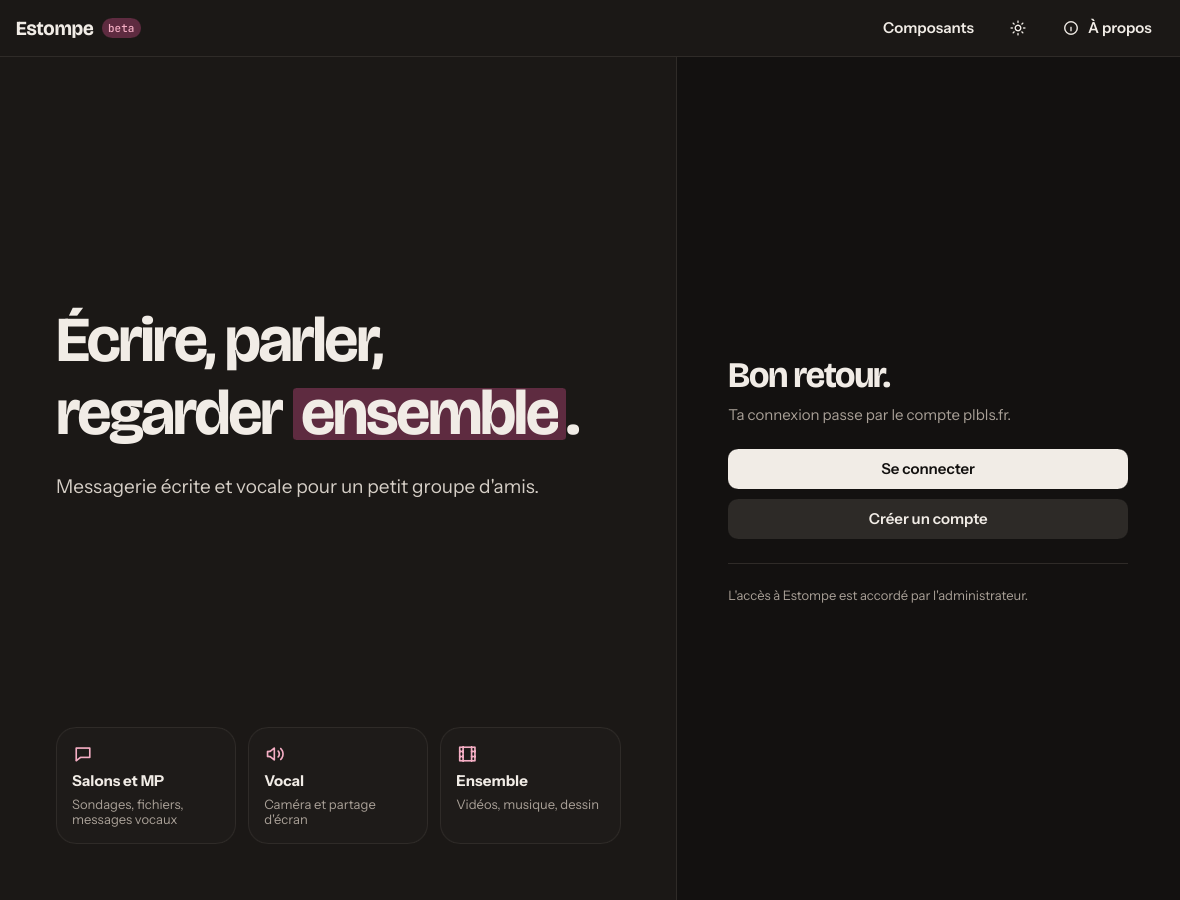 Estompe beta
Composants
À propos
Écrire, parler,
regarder ensemble.
Messagerie écrite et vocale pour un petit groupe d'amis.
Salons et MP
Sondages, fichiers,
messages vocaux
Vocal
Caméra et partage
d'écran
Ensemble
Vidéos, musique, dessin
Bon retour.
Ta connexion passe par le compte plbls.fr.
Se connecter
Créer un compte
L'accès à Estompe est accordé par l'administrateur.